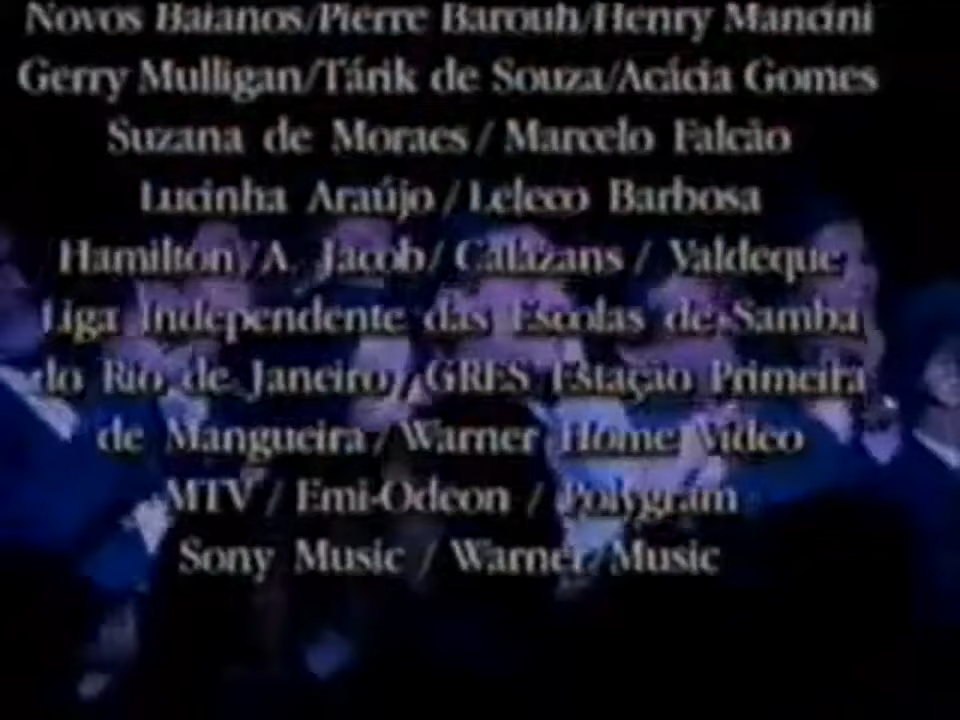 Novos Baianos/Pierre Barouh/Henry Mancini
Gerry Mulligan/Tárik de Souza/Acácia Gomes
Suzana de Moraes / Marcelo Falcão
Lucinha Araújo / Leleco Barbosa
Hamilton/A. Jacob/ Calazans / Valdeque
Liga Independente das Escolas de Samba
do Rio de Janeiro / GRES Estação Primeira
de Mangueira / Warner Home Video
MTV / Emi-Odeon / Polygram
Sony Music / Warner Music